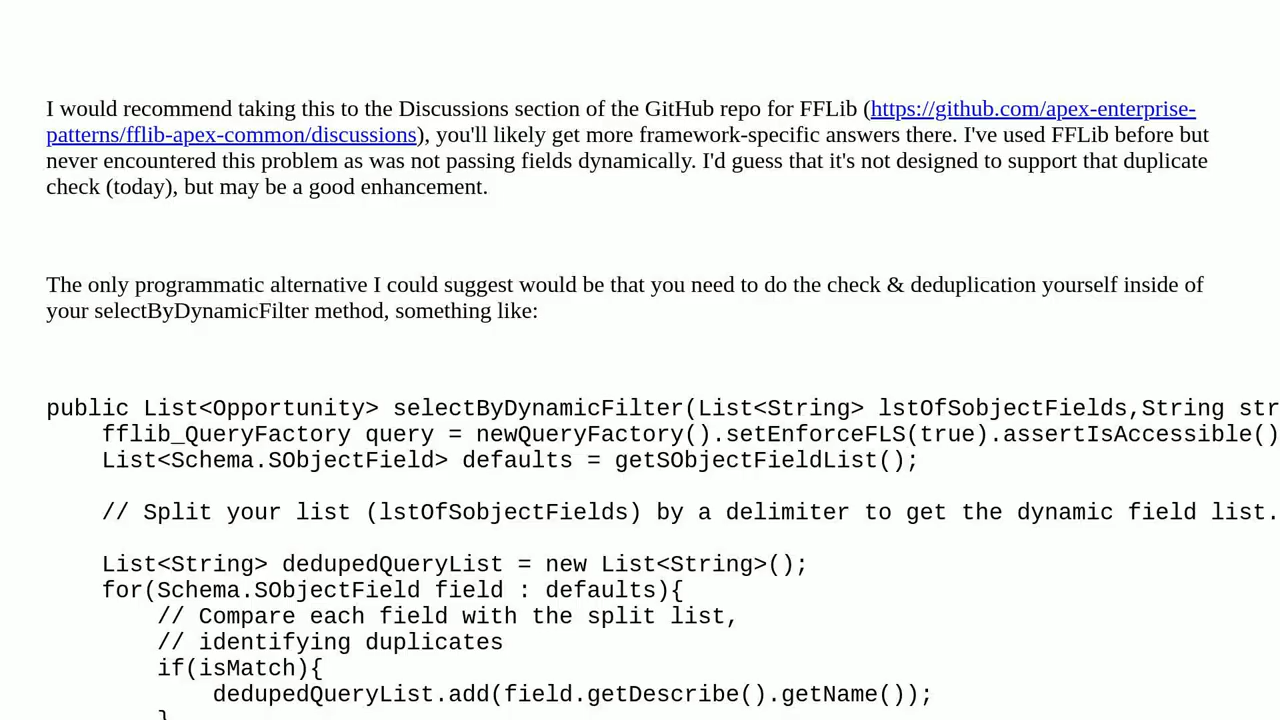 I would recommend taking this to the Discussions section of the GitHub repo for FFLib (https://github.com/apex-enterprise-
patterns/fflib-apex-common/discussions), you'll likely get more framework-specific answers there. I've used FFLib before but
never encountered this problem as was not passing fields dynamically. I'd guess that it's not designed to support that duplicate
check (today), but may be a good enhancement.
The only programmatic alternative I could suggest would be that you need to do the check & deduplication yourself inside of
your selectByDynamicFilter method, something like:
public List<Opportunity> selectByDynamicFilter(List<String> lstOfSobjectFields,String str
    fflib_QueryFactory query = newQueryFactory().setEnforceFLS(true).assertIsAccessible()
    List<Schema.SObjectField> defaults = getSObjectFieldList();
    // Split your list (lstOfSobjectFields) by a delimiter to get the dynamic field list.
    List<String> dedupedQueryList = new List<String>();
    for(Schema.SObjectField field : defaults){
        // Compare each field with the split list,
        // identifying duplicates
        if(isMatch){
            dedupedQueryList.add(field.getDescribe().getName());
        }